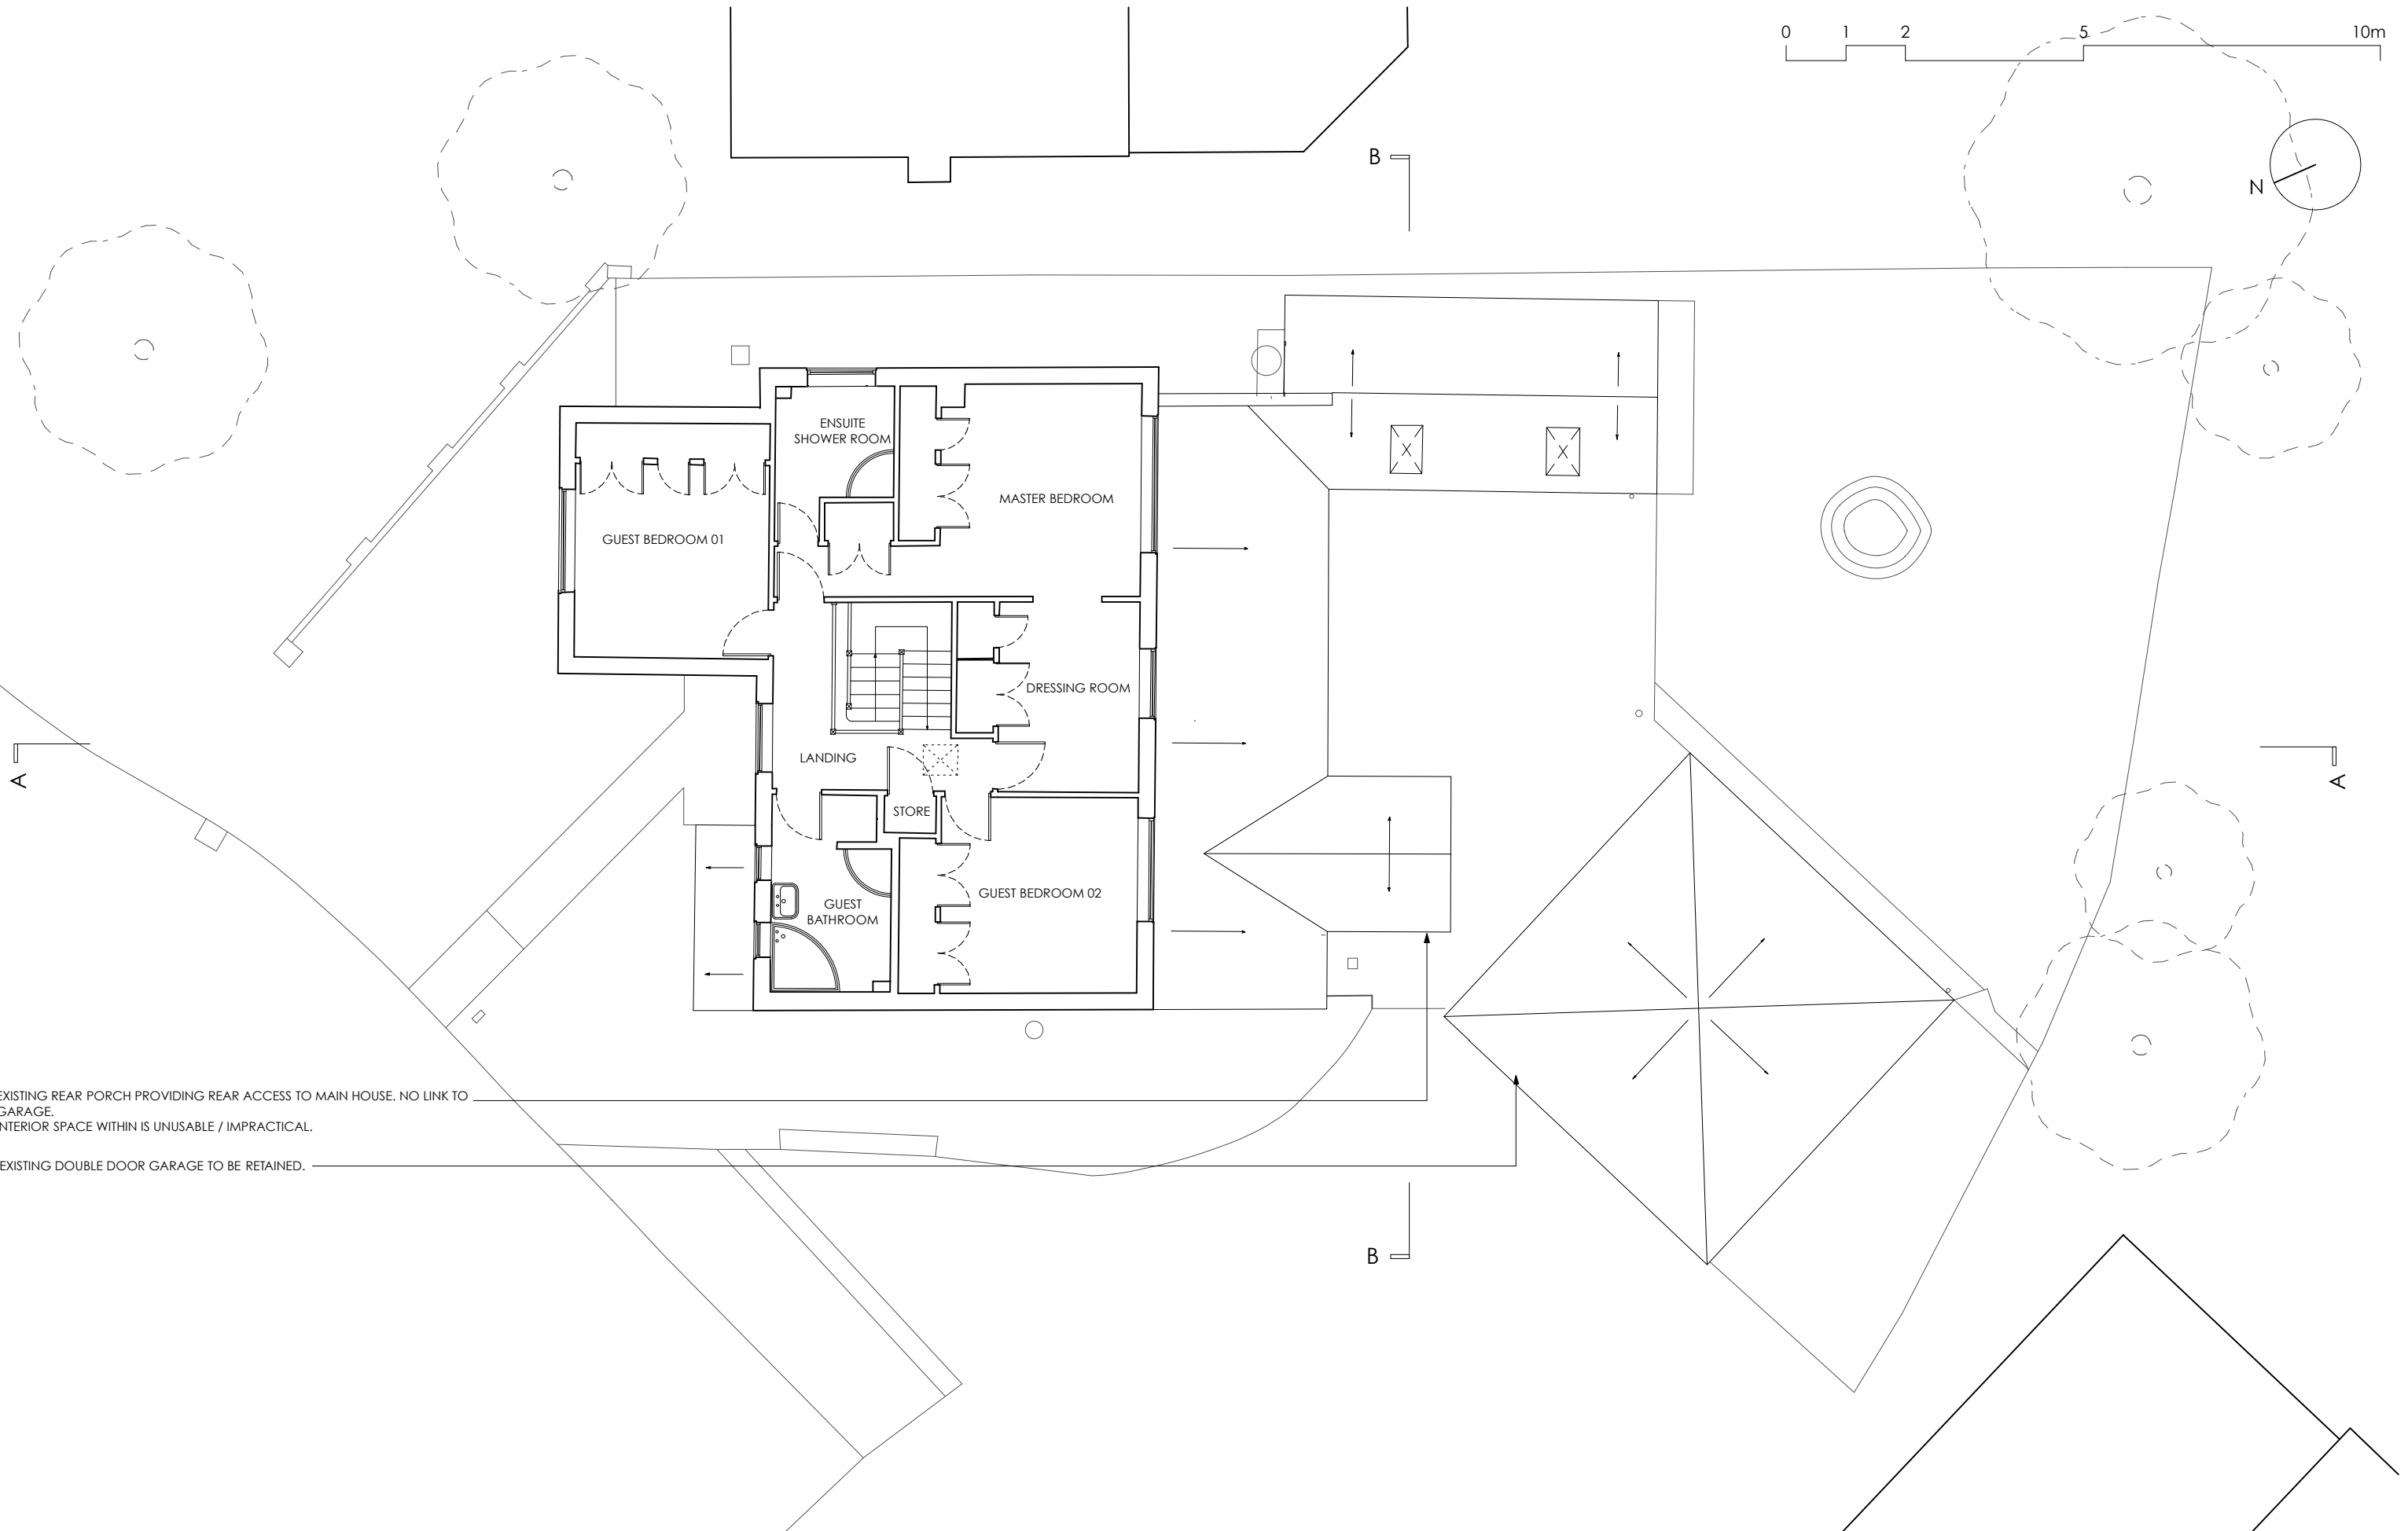 0 1 2 5 10m
N
B
ENSUITE
SHOWER ROOM
MASTER BEDROOM
X X
GUEST BEDROOM 01
DRESSING ROOM
LANDING
A A
STORE
GUEST BEDROOM 02
GUEST
BATHROOM
EXISTING REAR PORCH PROVIDING REAR ACCESS TO MAIN HOUSE. NO LINK TO
GARAGE.
INTERIOR SPACE WITHIN IS UNUSABLE / IMPRACTICAL.
EXISTING DOUBLE DOOR GARAGE TO BE RETAINED.
B